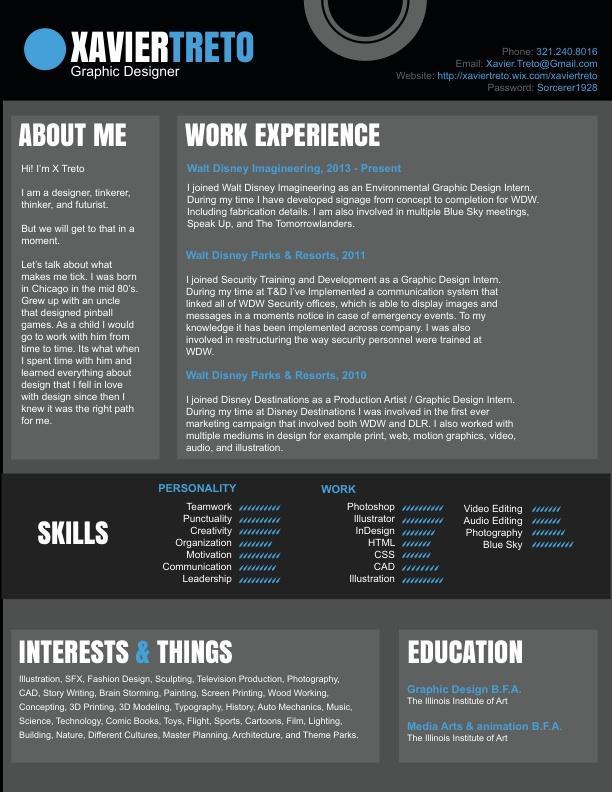 XAVIERTRETO
Graphic Designer
Phone: 321.240.8016
Email: Xavier.Treto@Gmail.com
Website: http://xaviertreto.wix.com/xaviertreto
Password: Sorcerer1928
ABOUT ME
Hi! I'm X Treto
I am a designer, tinkerer,
thinker, and futurist.
But we will get to that in a
moment.
Let's talk about what
makes me tick. I was born
in Chicago in the mid 80's.
Grew up with an uncle
that designed pinball
games. As a child I would
go to work with him from
time to time. Its what when
I spent time with him and
learned everything about
design that I fell in love
with design since then I
knew it was the right path
for me.
WORK EXPERIENCE
Walt Disney Imagineering, 2013 - Present
I joined Walt Disney Imagineering as an Environmental Graphic Design Intern.
During my time I have developed signage from concept to completion for WDW.
Including fabrication details. I am also involved in multiple Blue Sky meetings,
Speak Up, and The Tomorrowlanders.
Walt Disney Parks & Resorts, 2011
I joined Security Training and Development as a Graphic Design Intern.
During my time at T&D I've Implemented a communication system that
linked all of WDW Security offices, which is able to display images and
messages in a moments notice in case of emergency events. To my
knowledge it has been implemented across company. I was also
involved in restructuring the way security personnel were trained at
WDW.
Walt Disney Parks & Resorts, 2010
I joined Disney Destinations as a Production Artist / Graphic Design Intern.
During my time at Disney Destinations I was involved in the first ever
marketing campaign that involved both WDW and DLR. I also worked with
multiple mediums in design for example print, web, motion graphics, video,
audio, and illustration.
SKILLS
PERSONALITY
Teamwork
Punctuality
Creativity
Organization
Motivation
Communication
Leadership
WORK
Photoshop
Illustrator
InDesign
HTML
CSS
CAD
Illustration
Video Editing
Audio Editing
Photography
Blue Sky
INTERESTS & THINGS
Illustration, SFX, Fashion Design, Sculpting, Television Production, Photography,
CAD, Story Writing, Brain Storming, Painting, Screen Printing, Wood Working,
Concepting, 3D Printing, 3D Modeling, Typography, History, Auto Mechanics, Music,
Science, Technology, Comic Books, Toys, Flight, Sports, Cartoons, Film, Lighting,
Building, Nature, Different Cultures, Master Planning, Architecture, and Theme Parks.
EDUCATION
Graphic Design B.F.A.
The Illinois Institute of Art
Media Arts & animation B.F.A.
The Illinois Institute of Art